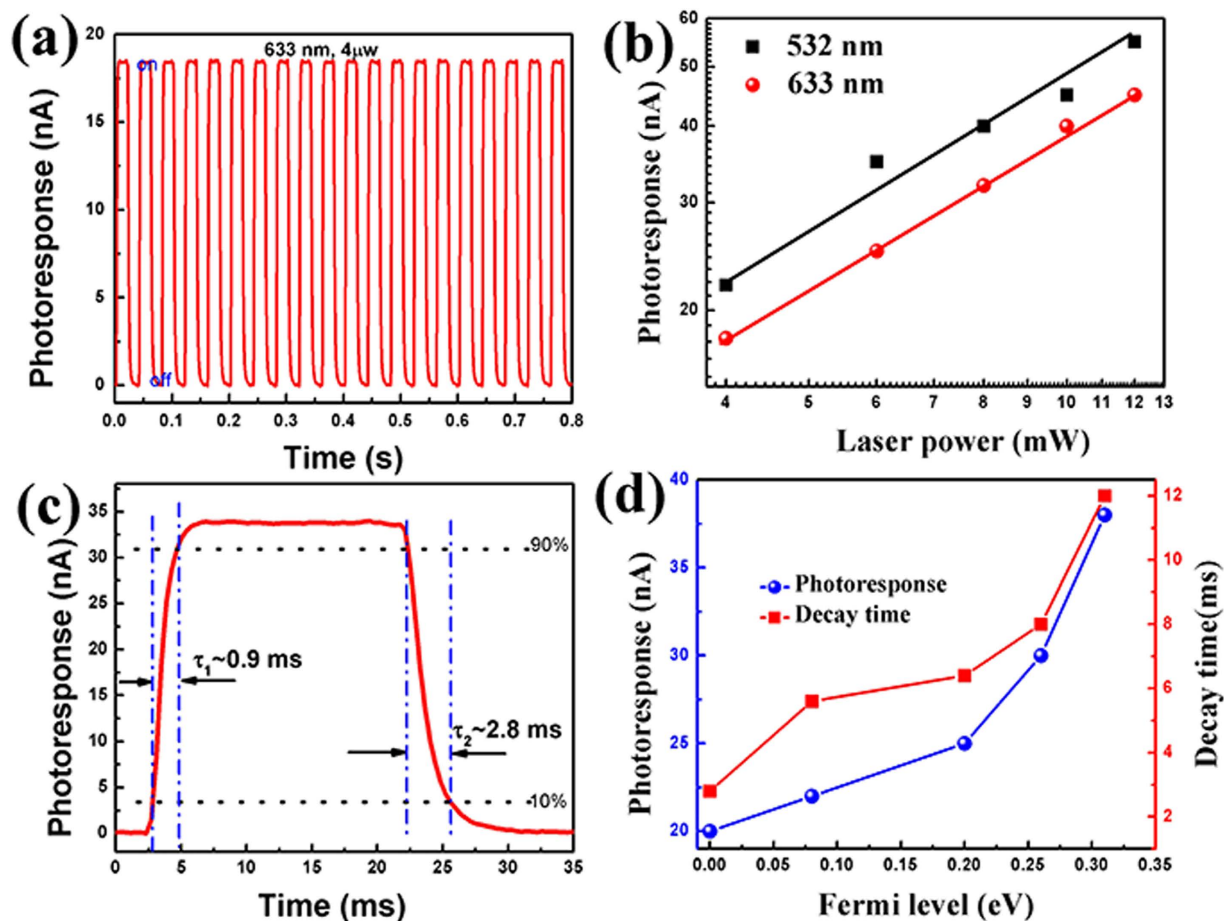 (a)
633 nm, 4μw
on
off
Photoresponse (nA)
20
15
10
5
0
0.0 0.1 0.2 0.3 0.4 0.5 0.6 0.7 0.8
Time (s)
(b)
532 nm
633 nm
Photoresponse (nA)
60
50
40
30
20
4 5 6 7 8 9 10 11 12 13
Laser power (mW)
(c)
Photoresponse (nA)
35
30
25
20
15
10
5
0
90%
τ1~0.9 ms
τ2~2.8 ms
10%
0 5 10 15 20 25 30 35
Time (ms)
(d)
Photoresponse (nA)
40
35
30
25
20
Photoresponse
Decay time
12
10
8
6
4
2
Decay time(ms)
0.00 0.05 0.10 0.15 0.20 0.25 0.30 0.35
Fermi level (eV)